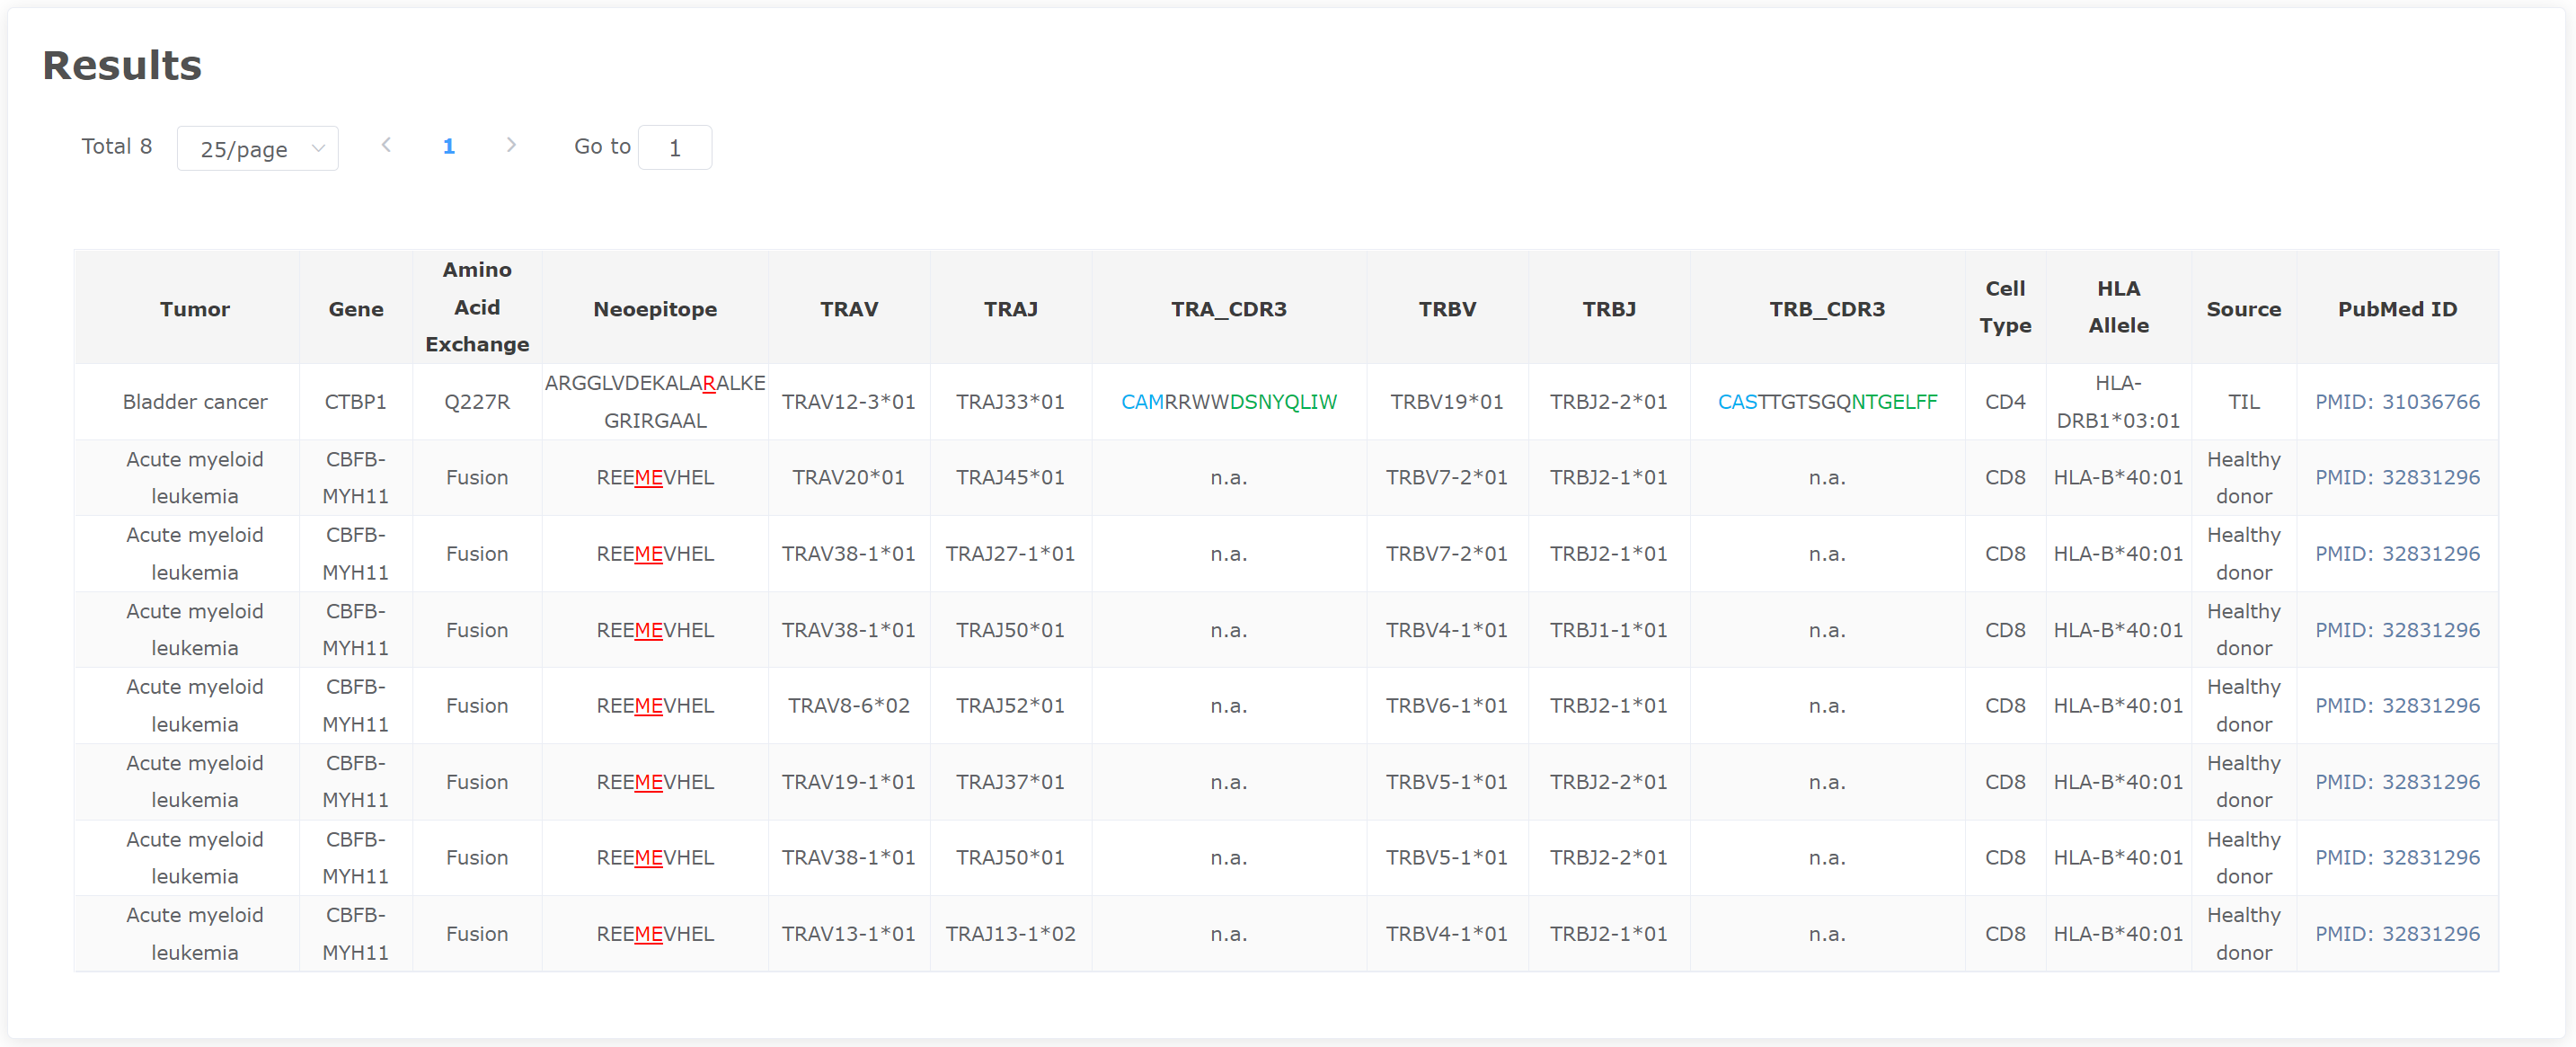 Results
Total 8 25/page 1 Go to 1
Tumor Gene Amino Acid Exchange Neoepitope TRAV TRAJ TRA_CDR3 TRBV TRBJ TRB_CDR3 Cell Type HLA Allele Source PubMed ID
Bladder cancer CTBP1 Q227R ARGGLVDEKALARALKEGRIRGAAL TRAV12-3*01 TRAJ33*01 CAMRRWWDSNYQLIW TRBV19*01 TRBJ2-2*01 CASTTGTSGQNTGELFF CD4 HLA-DRB1*03:01 TIL PMID: 31036766
Acute myeloid leukemia CBFB-MYH11 Fusion REEMEVHEL TRAV20*01 TRAJ45*01 n.a. TRBV7-2*01 TRBJ2-1*01 n.a. CD8 HLA-B*40:01 Healthy donor PMID: 32831296
Acute myeloid leukemia CBFB-MYH11 Fusion REEMEVHEL TRAV38-1*01 TRAJ27-1*01 n.a. TRBV7-2*01 TRBJ2-1*01 n.a. CD8 HLA-B*40:01 Healthy donor PMID: 32831296
Acute myeloid leukemia CBFB-MYH11 Fusion REEMEVHEL TRAV38-1*01 TRAJ50*01 n.a. TRBV4-1*01 TRBJ1-1*01 n.a. CD8 HLA-B*40:01 Healthy donor PMID: 32831296
Acute myeloid leukemia CBFB-MYH11 Fusion REEMEVHEL TRAV8-6*02 TRAJ52*01 n.a. TRBV6-1*01 TRBJ2-1*01 n.a. CD8 HLA-B*40:01 Healthy donor PMID: 32831296
Acute myeloid leukemia CBFB-MYH11 Fusion REEMEVHEL TRAV19-1*01 TRAJ37*01 n.a. TRBV5-1*01 TRBJ2-2*01 n.a. CD8 HLA-B*40:01 Healthy donor PMID: 32831296
Acute myeloid leukemia CBFB-MYH11 Fusion REEMEVHEL TRAV38-1*01 TRAJ50*01 n.a. TRBV5-1*01 TRBJ2-2*01 n.a. CD8 HLA-B*40:01 Healthy donor PMID: 32831296
Acute myeloid leukemia CBFB-MYH11 Fusion REEMEVHEL TRAV13-1*01 TRAJ13-1*02 n.a. TRBV4-1*01 TRBJ2-1*01 n.a. CD8 HLA-B*40:01 Healthy donor PMID: 32831296